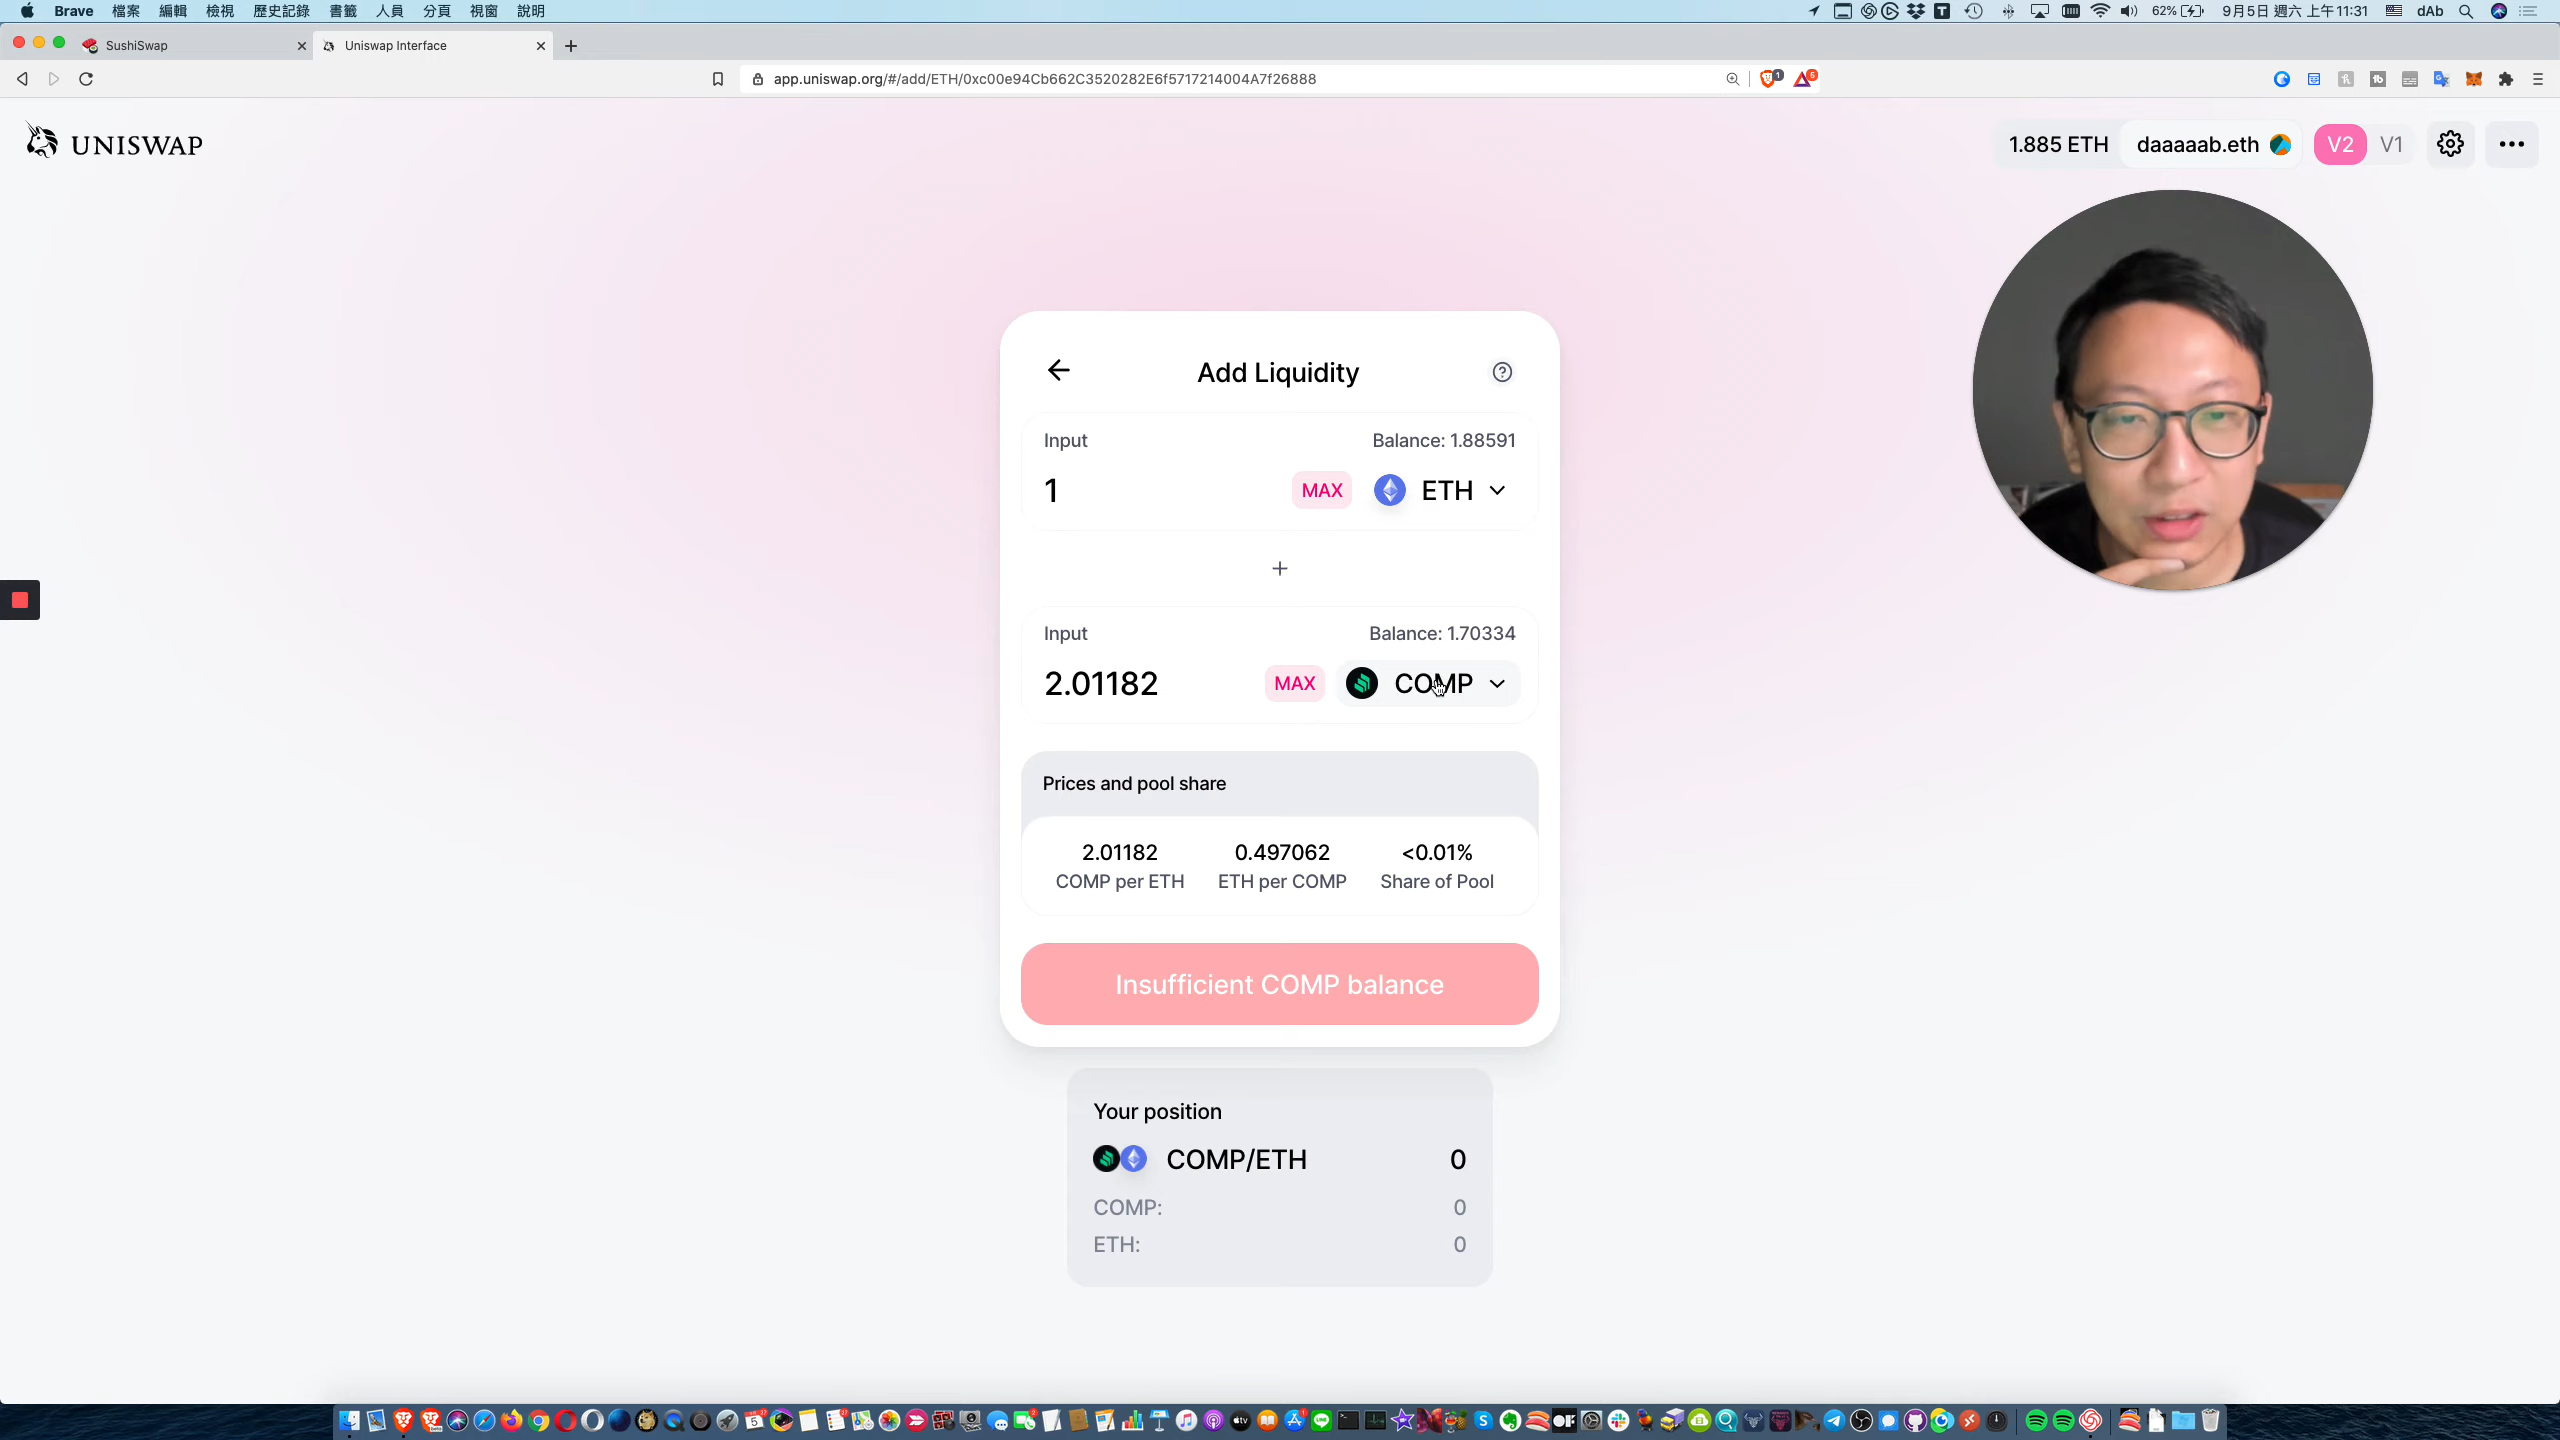 Brave 檔案 編輯 檢視 歷史記錄 書籤 人員 分頁 視窗 說明 62% 9月5日 週六 上午11:31 dAb
SushiSwap Uniswap Interface
app.uniswap.org/#/add/ETH/0xc00e94Cb662C3520282E6f5717214004A7f26888 1 5
UNISWAP 1.885 ETH daaaaab.eth V2 V1
Add Liquidity
Input Balance: 1.88591
1 MAX ETH
+
Input Balance: 1.70334
2.01182 MAX COMP
Prices and pool share
2.01182 0.497062 <0.01%
COMP per ETH ETH per COMP Share of Pool
Insufficient COMP balance
Your position
COMP/ETH 0
COMP: 0
ETH: 0